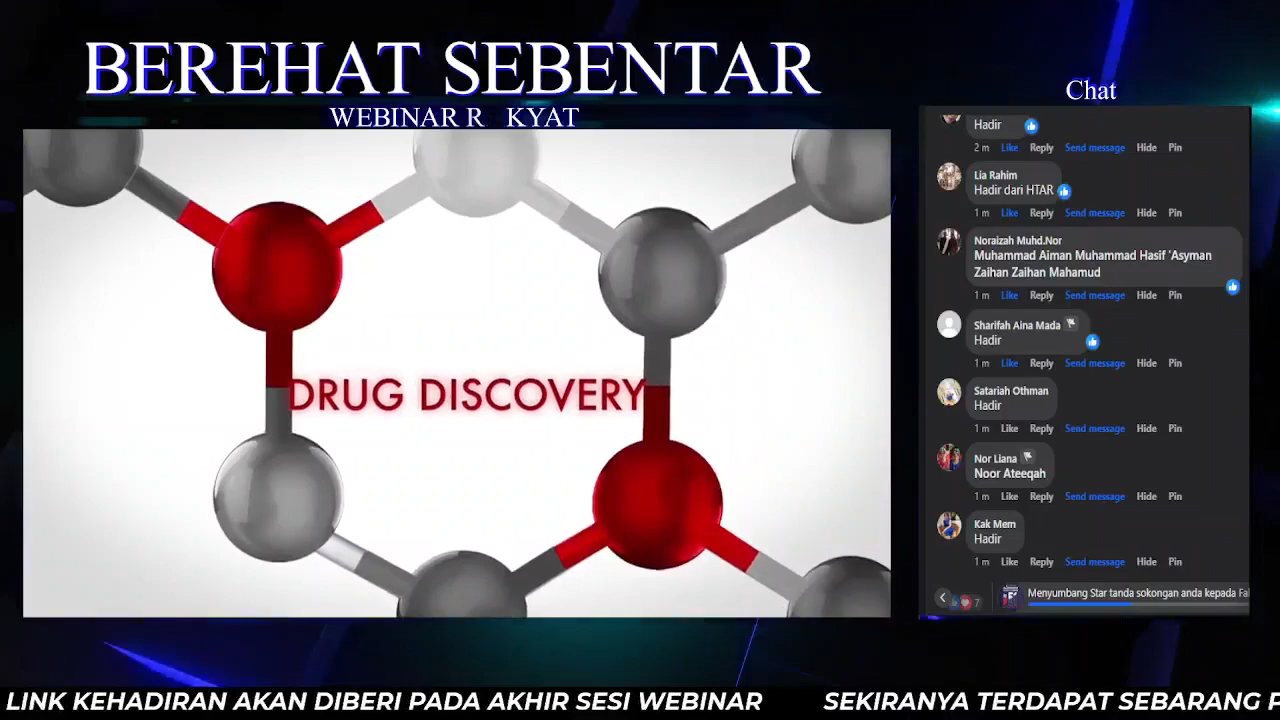 BEREHAT SEBENTAR
WEBINAR R KYAT
DRUG DISCOVERY
Chat
Hadir
2 m Like Reply Send message Hide Pin
Lia Rahim
Hadir dari HTAR
1 m Like Reply Send message Hide Pin
Noraizah Muhd.Nor
Muhammad Aiman Muhammad Hasif 'Asyman
Zaihan Zaihan Mahamud
1 m Like Reply Send message Hide Pin
Sharifah Aina Mada
Hadir
1 m Like Reply Send message Hide Pin
Satariah Othman
Hadir
1 m Like Reply Send message Hide Pin
Nor Liana
Noor Ateeqah
1 m Like Reply Send message Hide Pin
Kak Mem
Hadir
1 m Like Reply Send message Hide Pin
7
Menyumbang Star tanda sokongan anda kepada Fa
LINK KEHADIRAN AKAN DIBERI PADA AKHIR SESI WEBINAR SEKIRANYA TERDAPAT SEBARANG